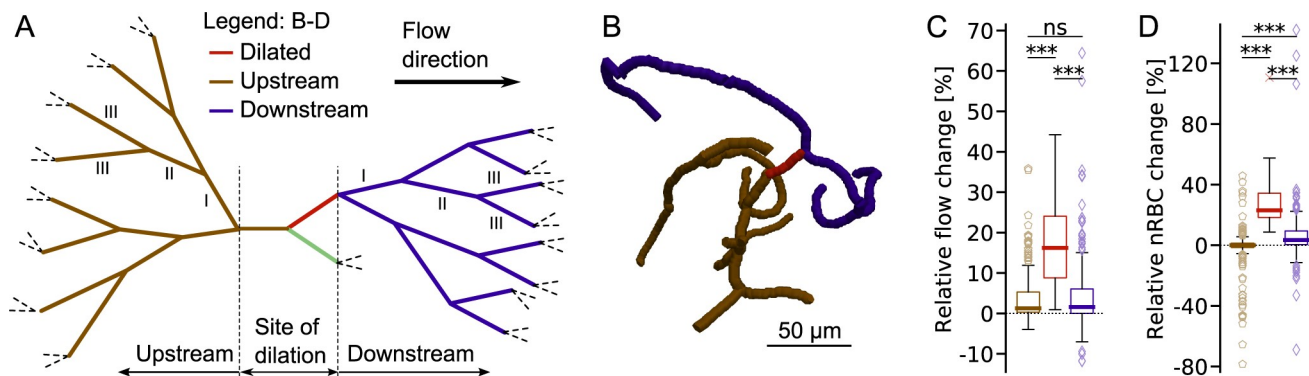 A
Legend: B-D
Dilated
Upstream
Downstream
Flow
direction
III
III
II
I
I
II
III
III
Upstream
Site of
dilation
Downstream
B
50 µm
C
Relative flow change [%]
70
60
50
40
30
20
10
0
-10
ns
***
***
D
Relative nRBC change [%]
120
80
40
0
-40
-80
***
***
***